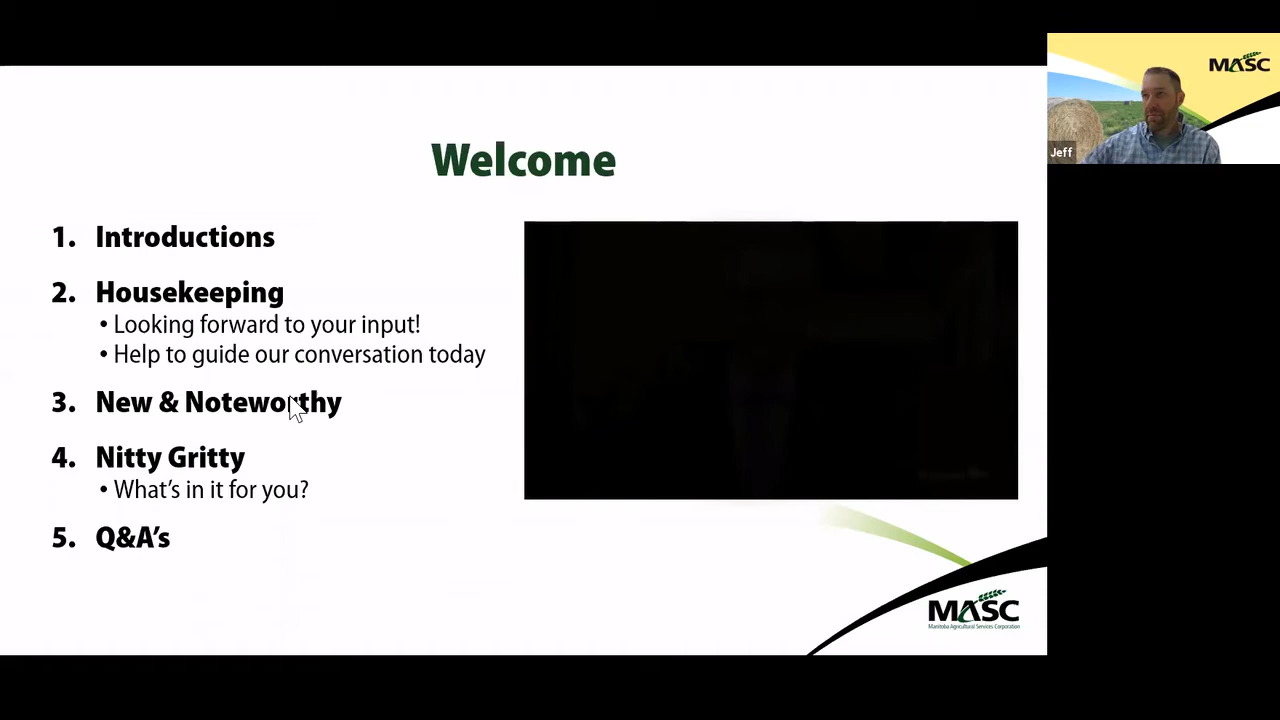 Welcome
1. Introductions
2. Housekeeping
• Looking forward to your input!
• Help to guide our conversation today
3. New & Noteworthy
4. Nitty Gritty
• What's in it for you?
5. Q&A's
MASC
Manitoba Agricultural Services Corporation
MASC
Jeff